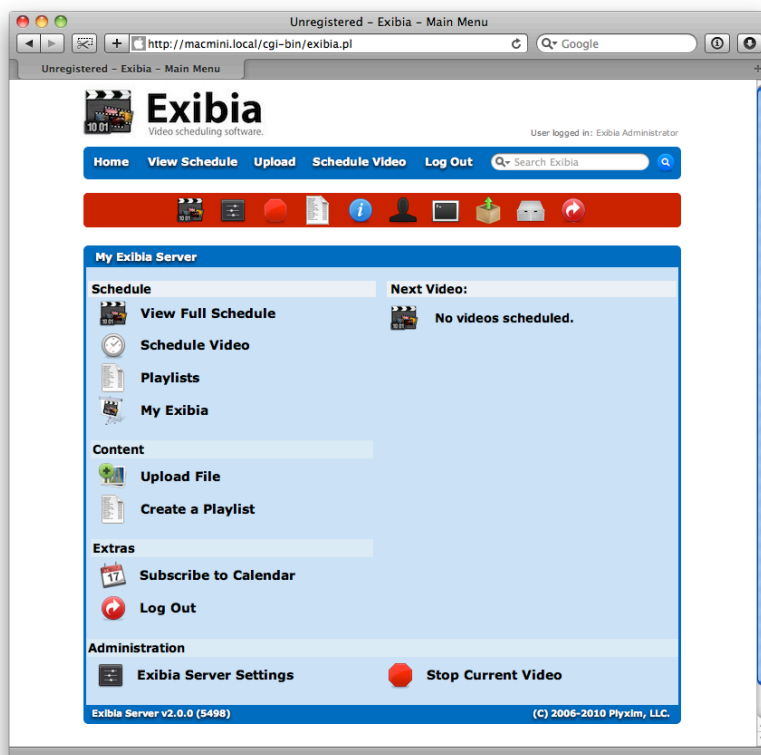 Unregistered – Exibia – Main Menu
http://macmini.local/cgi-bin/exibia.pl
Google
Unregistered – Exibia – Main Menu
10 01
Exibia
Video scheduling software.
User logged in: Exibia Administrator
Home View Schedule Upload Schedule Video Log Out Search Exibia
My Exibia Server
Schedule
Next Video:
View Full Schedule
No videos scheduled.
Schedule Video
Playlists
My Exibia
Content
Upload File
Create a Playlist
Extras
17
Subscribe to Calendar
Log Out
Administration
Exibia Server Settings
Stop Current Video
Exibia Server v2.0.0 (5498)
(C) 2006-2010 Plyxim, LLC.